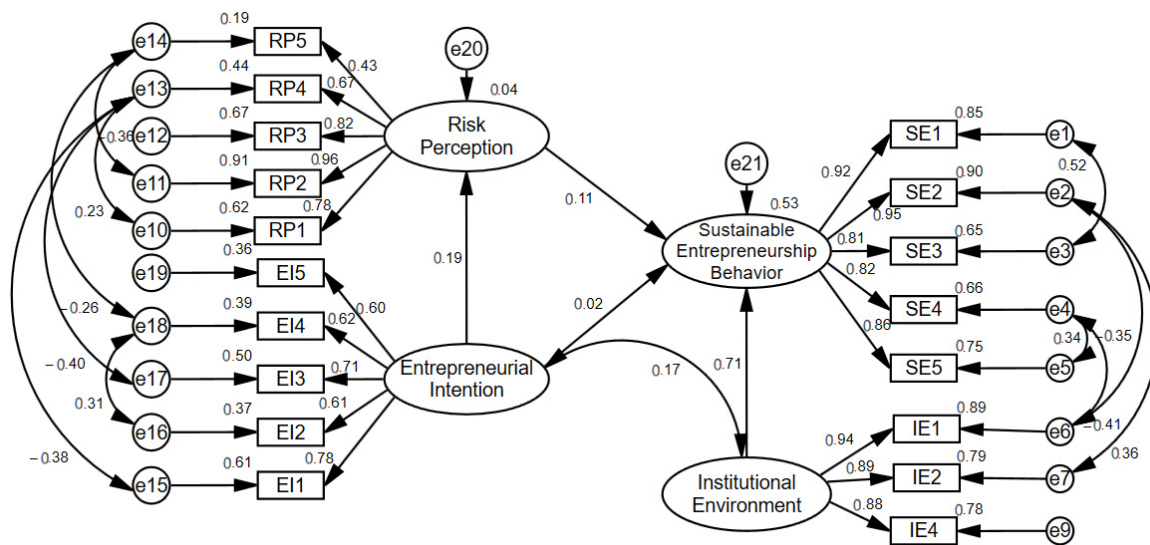 0.19
e14
RP5
0.43
0.44
e13
RP4
0.67
0.67
e12
RP3
0.82
-0.36
0.91
e11
RP2
0.96
0.62
e10
RP1
0.78
0.23
0.36
e19
EI5
0.60
0.39
e18
EI4
0.62
-0.26
0.50
e17
EI3
0.71
-0.40
0.37
e16
EI2
0.61
0.31
0.61
e15
EI1
0.78
-0.38
e20
0.04
Risk
Perception
0.19
0.11
Entrepreneurial
Intention
0.02
0.17
e21
0.53
Sustainable
Entrepreneurship
Behavior
0.71
Institutional
Environment
0.92
0.85
SE1
e1
0.52
0.95
0.90
SE2
e2
0.81
0.65
SE3
e3
0.82
0.66
SE4
e4
0.34
-0.35
0.86
0.75
SE5
e5
0.94
0.89
IE1
e6
-0.41
0.89
0.79
IE2
e7
0.36
0.88
0.78
IE4
e9